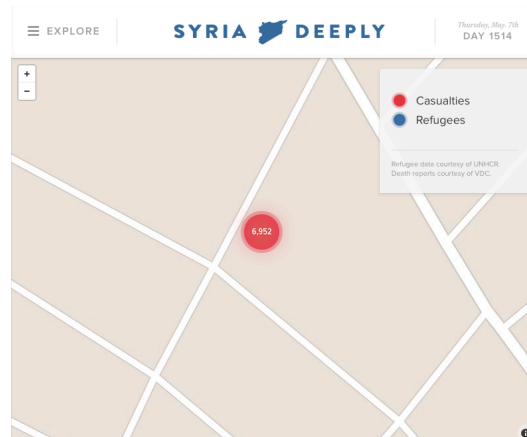 EXPLORE
SYRIA DEEPLY
Thursday, May. 7th
DAY 1514
+
−
Casualties
Refugees
Refugee data courtesy of UNHCR.
Death reports courtesy of VDC.
6,952
i